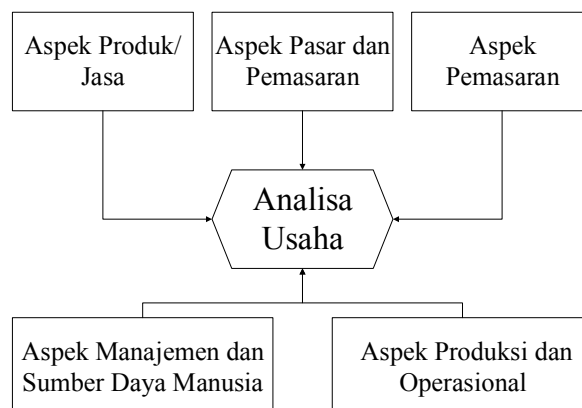 Aspek Produk/
Jasa
Aspek Pasar dan
Pemasaran
Aspek
Pemasaran
Analisa
Usaha
Aspek Manajemen dan
Sumber Daya Manusia
Aspek Produksi dan
Operasional